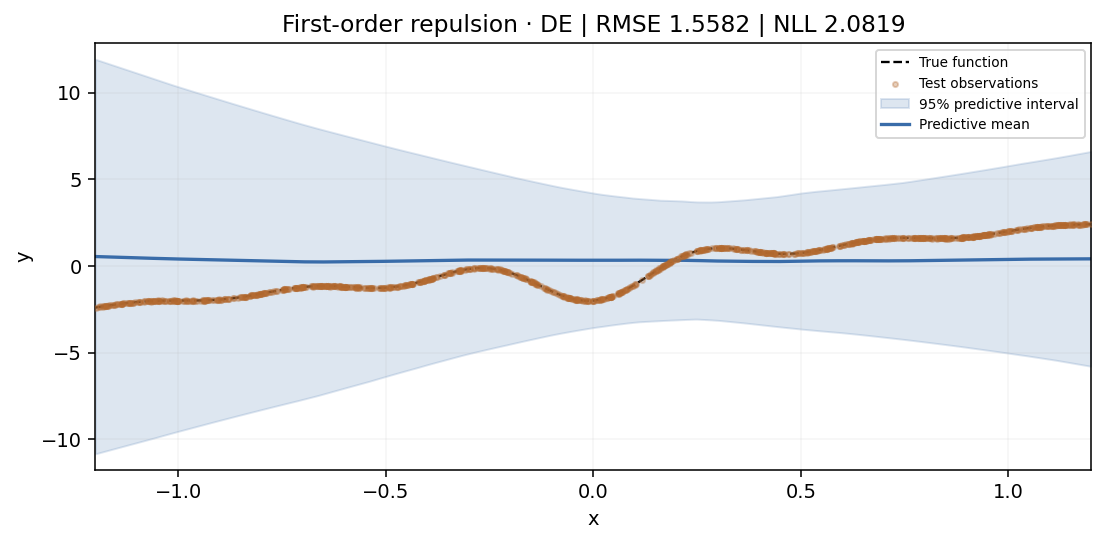 First-order repulsion · DE | RMSE 1.5582 | NLL 2.0819
True function
Test observations
95% predictive interval
Predictive mean
y
10
5
0
−5
−10
−1.0 −0.5 0.0 0.5 1.0
x